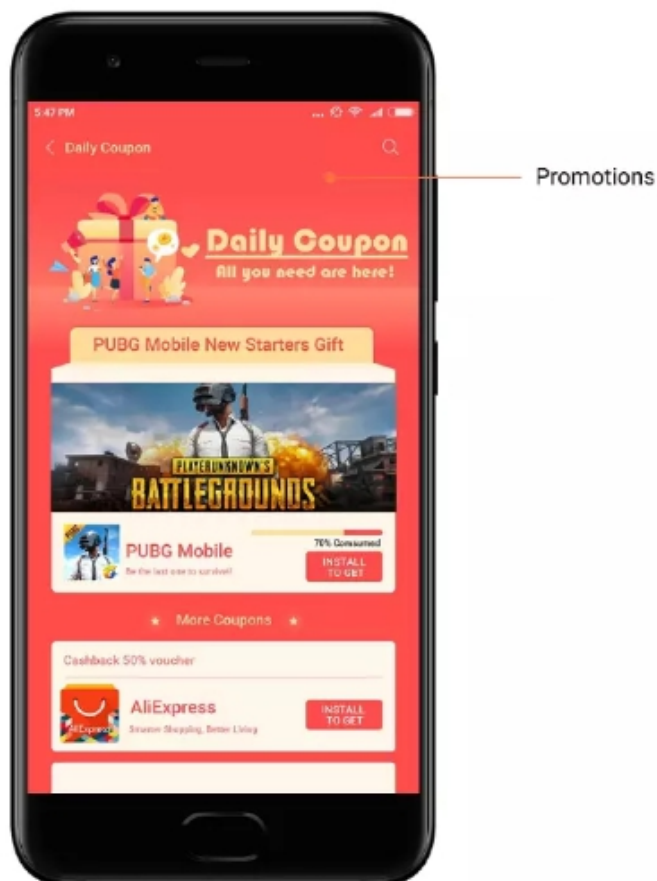 5:47 PM
Daily Coupon
Promotions
Daily Coupon
All you need are here!
PUBG Mobile New Starters Gift
PLAYERUNKNOWN'S
BATTLEGROUNDS
PUBG
PUBG Mobile
70% Consumed
Be the last one to survive!!
INSTALL
TO GET
More Coupons
Cashback 50% voucher
AliExpress
AliExpress
Smarter Shopping, Better Living
INSTALL
TO GET